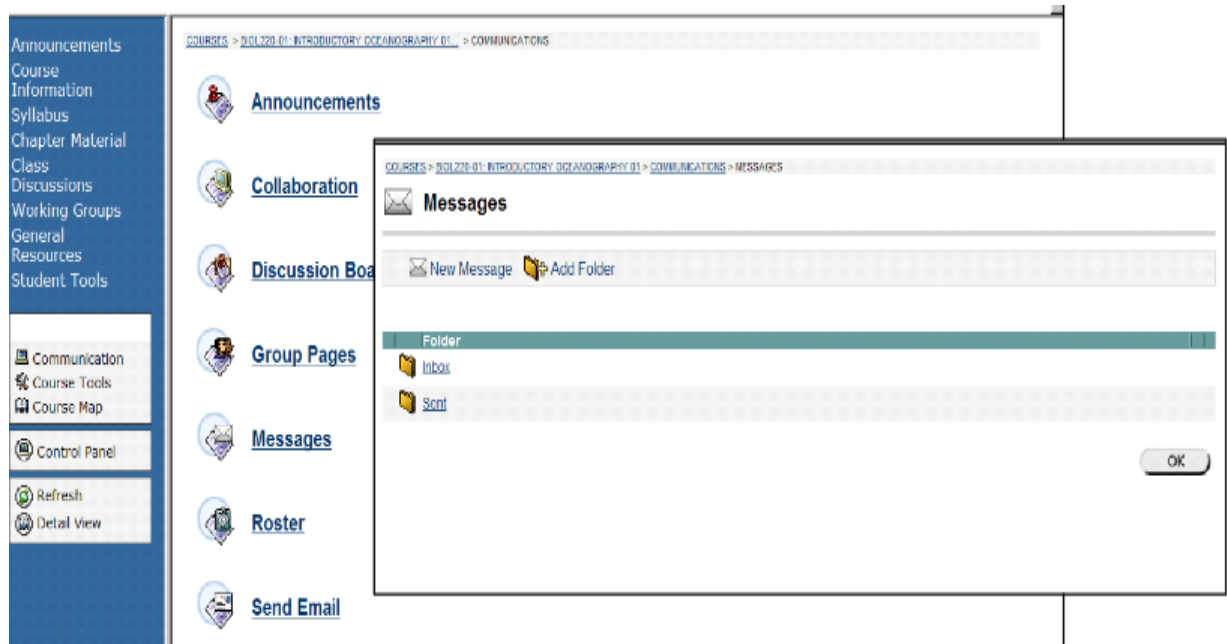 Announcements
Course
Information
Syllabus
Chapter Material
Class
Discussions
Working Groups
General
Resources
Student Tools
Communication
Course Tools
Course Map
Control Panel
Refresh
Detail View
COURSES > BIOL220-01: INTRODUCTORY OCEANOGRAPHY 01... > COMMUNICATIONS
Announcements
Collaboration
Discussion Boa
Group Pages
Messages
Roster
Send Email
COURSES > BIOL220-01: INTRODUCTORY OCEANOGRAPHY 01 > COMMUNICATIONS > MESSAGES
Messages
New Message Add Folder
Folder
Inbox
Sent
OK